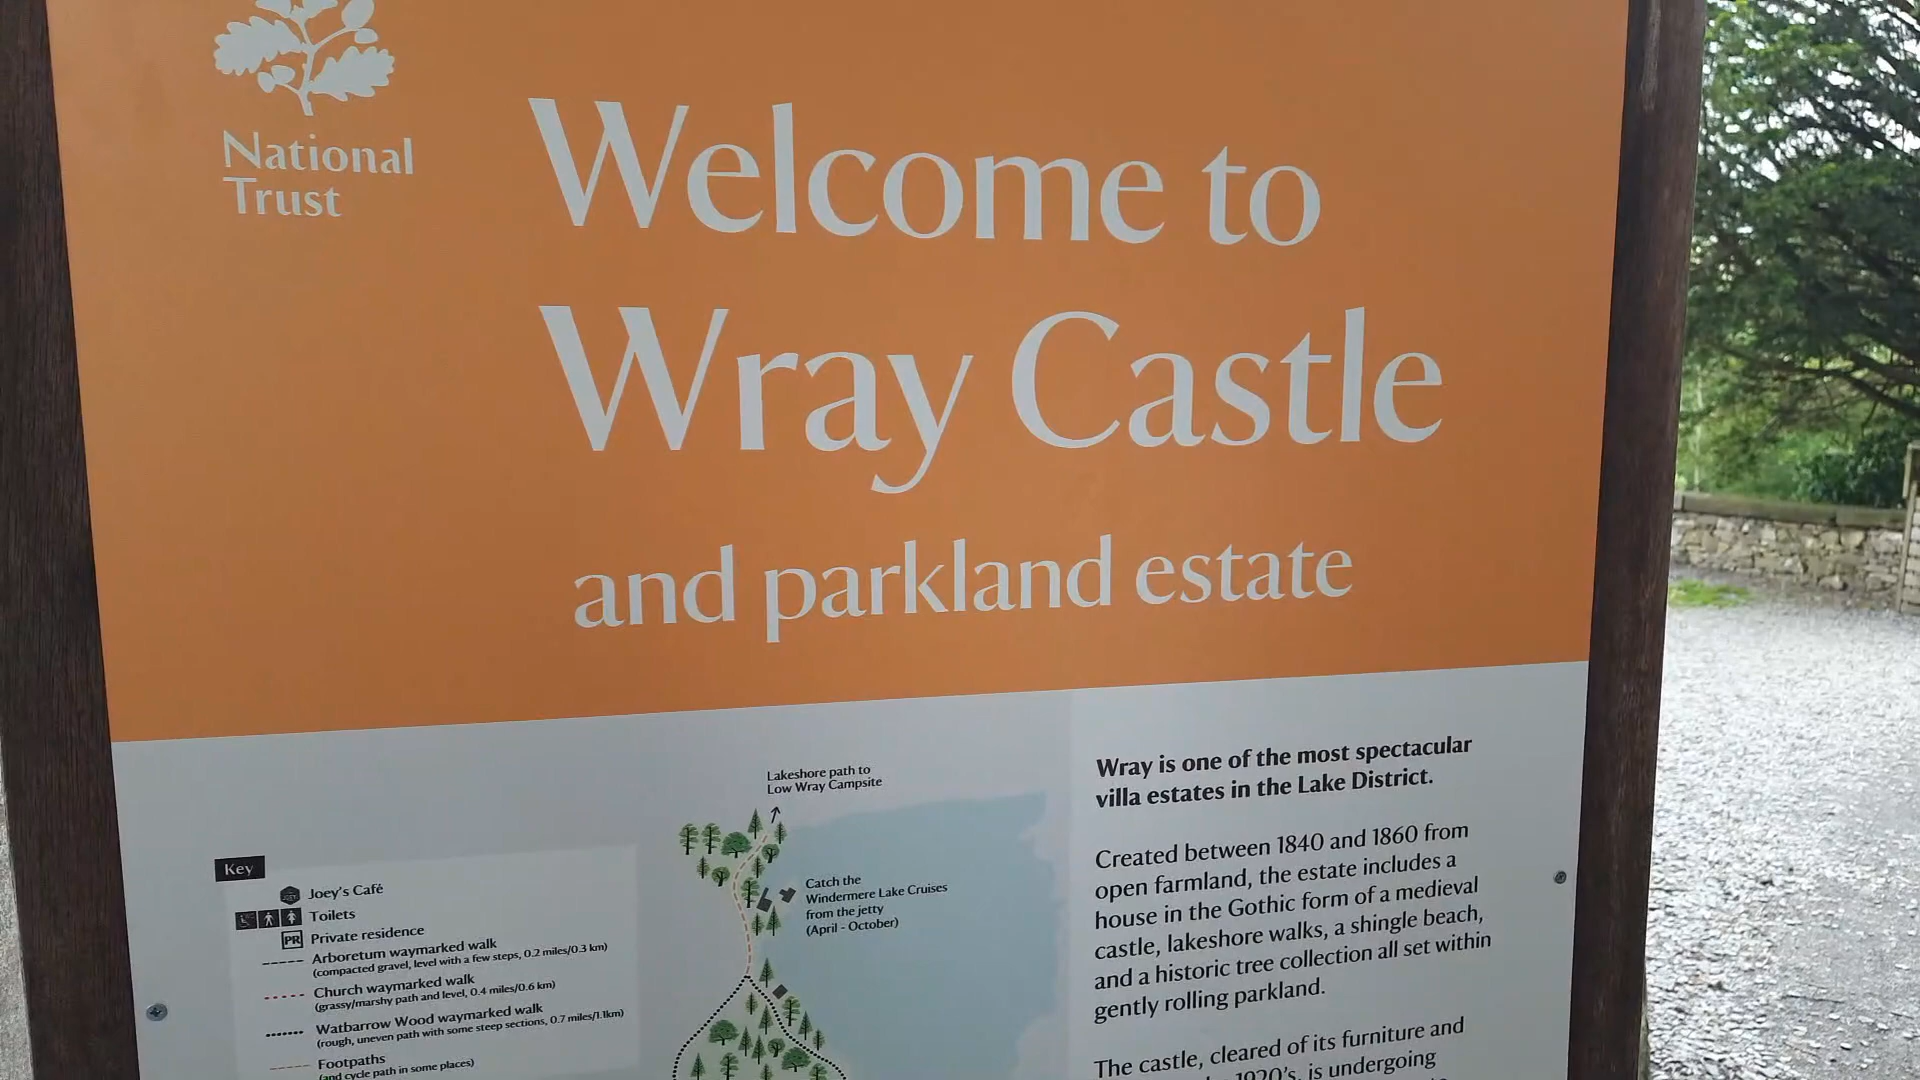 National
Trust
Welcome to
Wray Castle
and parkland estate
Key
Joey's Café
Toilets
PR Private residence
Arboretum waymarked walk
(compacted gravel, level with a few steps, 0.2 miles/0.3 km)
Church waymarked walk
(grassy/marshy path and level, 0.4 miles/0.6 km)
Watbarrow Wood waymarked walk
(rough, uneven path with some steep sections, 0.7 miles/1.1km)
Footpaths
(and cycle path in some places)
Lakeshore path to
Low Wray Campsite
Catch the
Windermere Lake Cruises
from the jetty
(April - October)
Wray is one of the most spectacular
villa estates in the Lake District.
Created between 1840 and 1860 from
open farmland, the estate includes a
house in the Gothic form of a medieval
castle, lakeshore walks, a shingle beach,
and a historic tree collection all set within
gently rolling parkland.
The castle, cleared of its furniture and
1920's, is undergoing